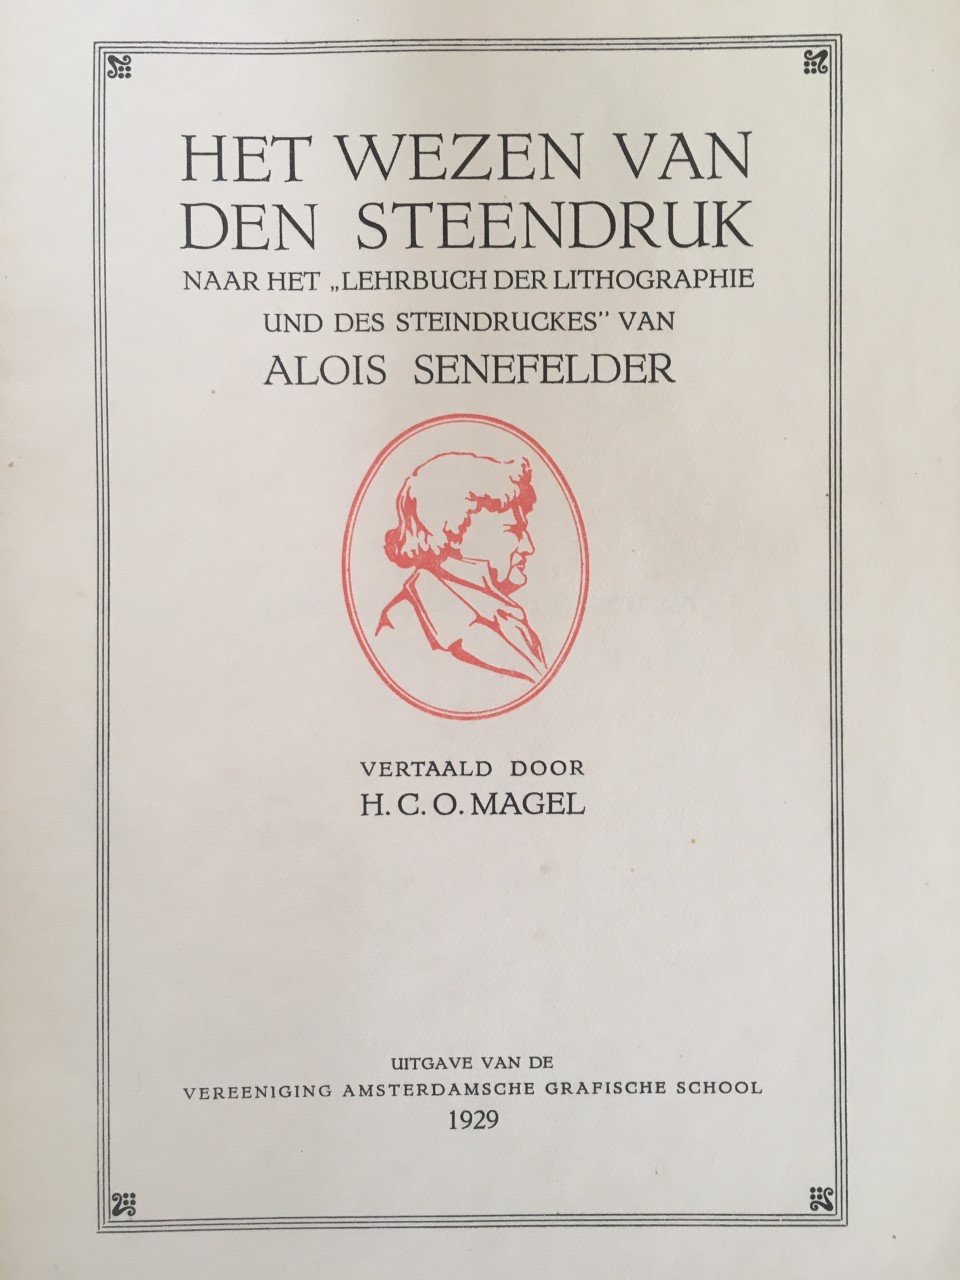 HET WEZEN VAN
DEN STEENDRUK
NAAR HET „LEHRBUCH DER LITHOGRAPHIE
UND DES STEINDRUCKES” VAN
ALOIS SENEFELDER
VERTAALD DOOR
H. C. O. MAGEL
UITGAVE VAN DE
VEREENIGING AMSTERDAMSCHE GRAFISCHE SCHOOL
1929